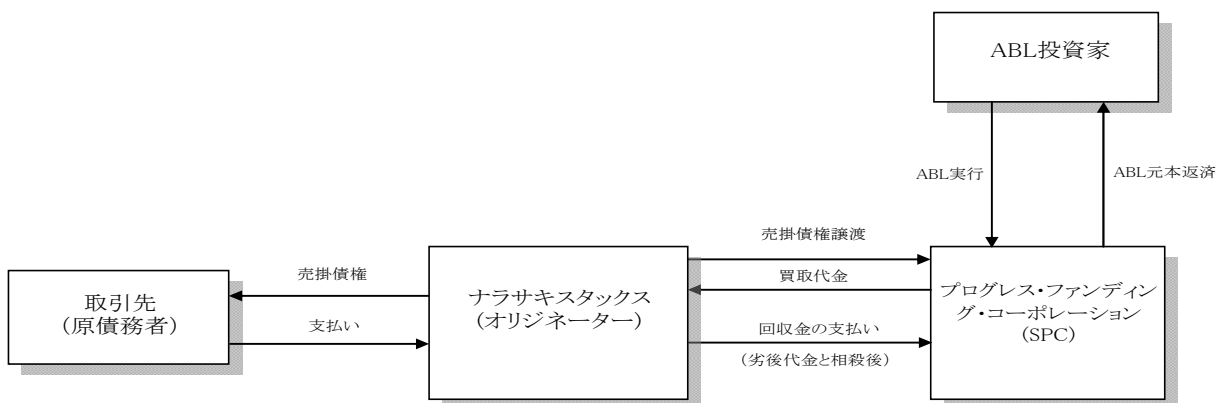 ABL投資家
ABL実行
ABL元本返済
売掛債権譲渡
買取代金
売掛債権
取引先
(原債務者)
支払い
ナラサキスタックス
(オリジネーター)
回収金の支払い
(劣後代金と相殺後)
プログレス・ファンディン
グ・コーポレーション
(SPC)